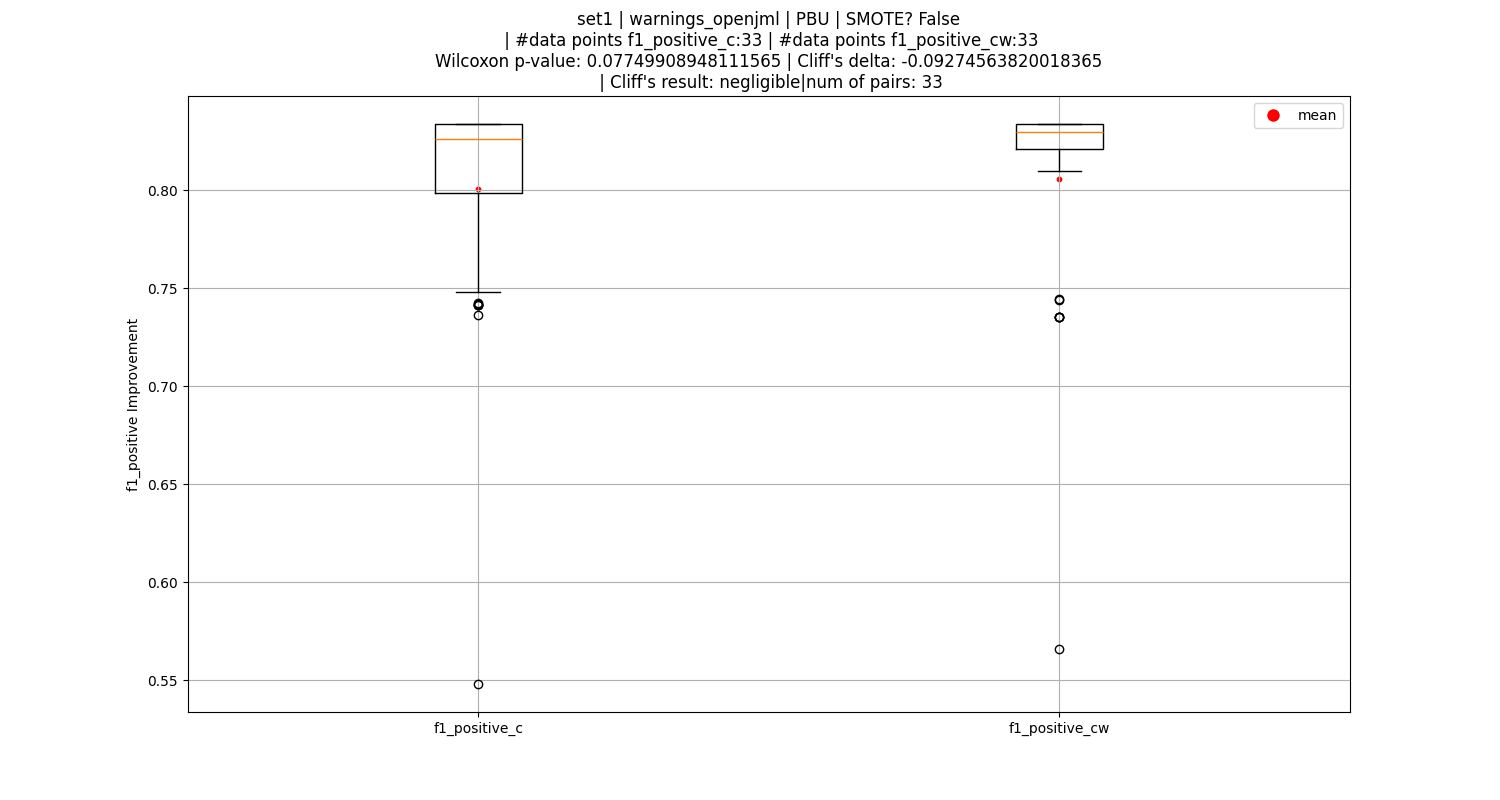 set1 | warnings_openjml | PBU | SMOTE? False
| #data points f1_positive_c:33 | #data points f1_positive_cw:33
Wilcoxon p-value: 0.07749908948111565 | Cliff's delta: -0.09274563820018365
| Cliff's result: negligible|num of pairs: 33
mean
f1_positive Improvement
0.80
0.75
0.70
0.65
0.60
0.55
f1_positive_c
f1_positive_cw